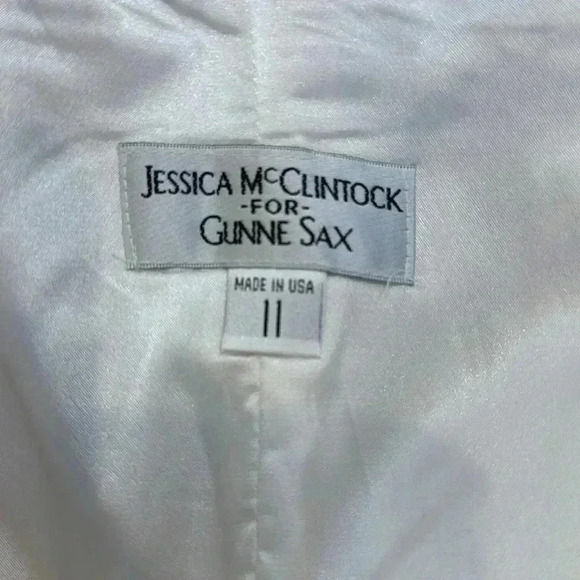 JESSICA MCCLINTOCK
-FOR-
GUNNE SAX
MADE IN USA
11